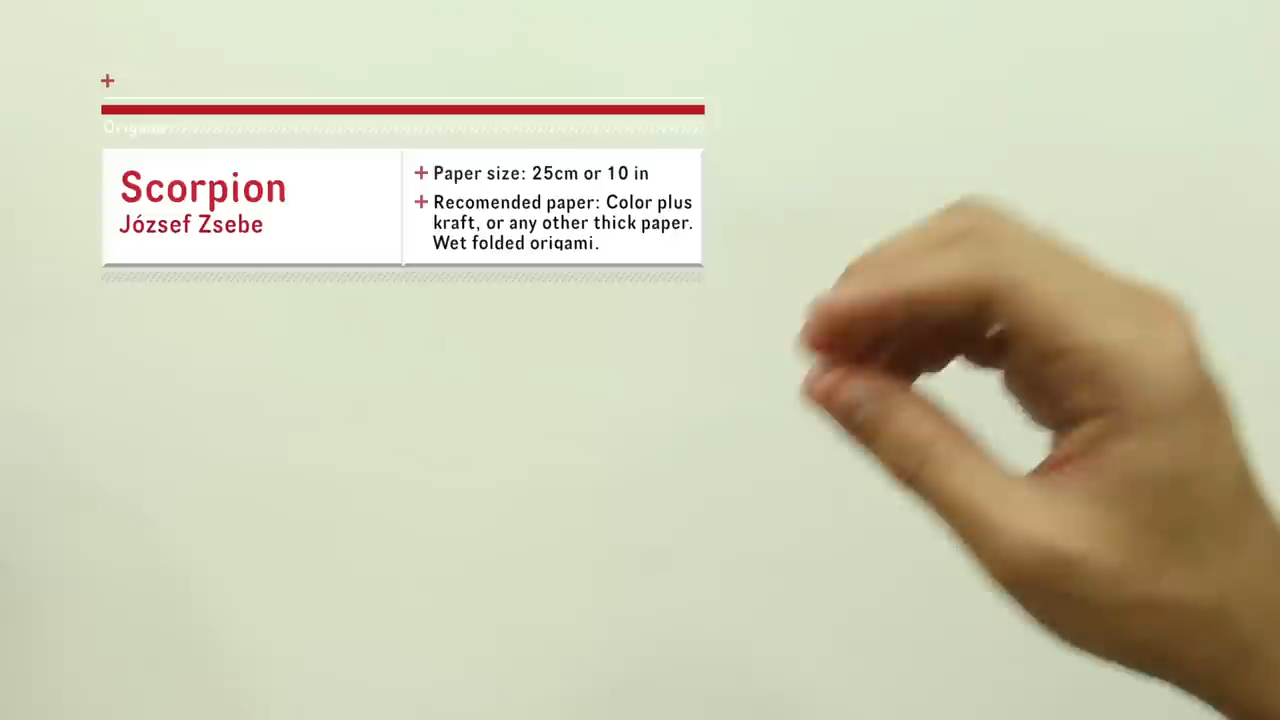 Origami
Scorpion
József Zsebe
+ Paper size: 25cm or 10 in
+ Recomended paper: Color plus
kraft, or any other thick paper.
Wet folded origami.